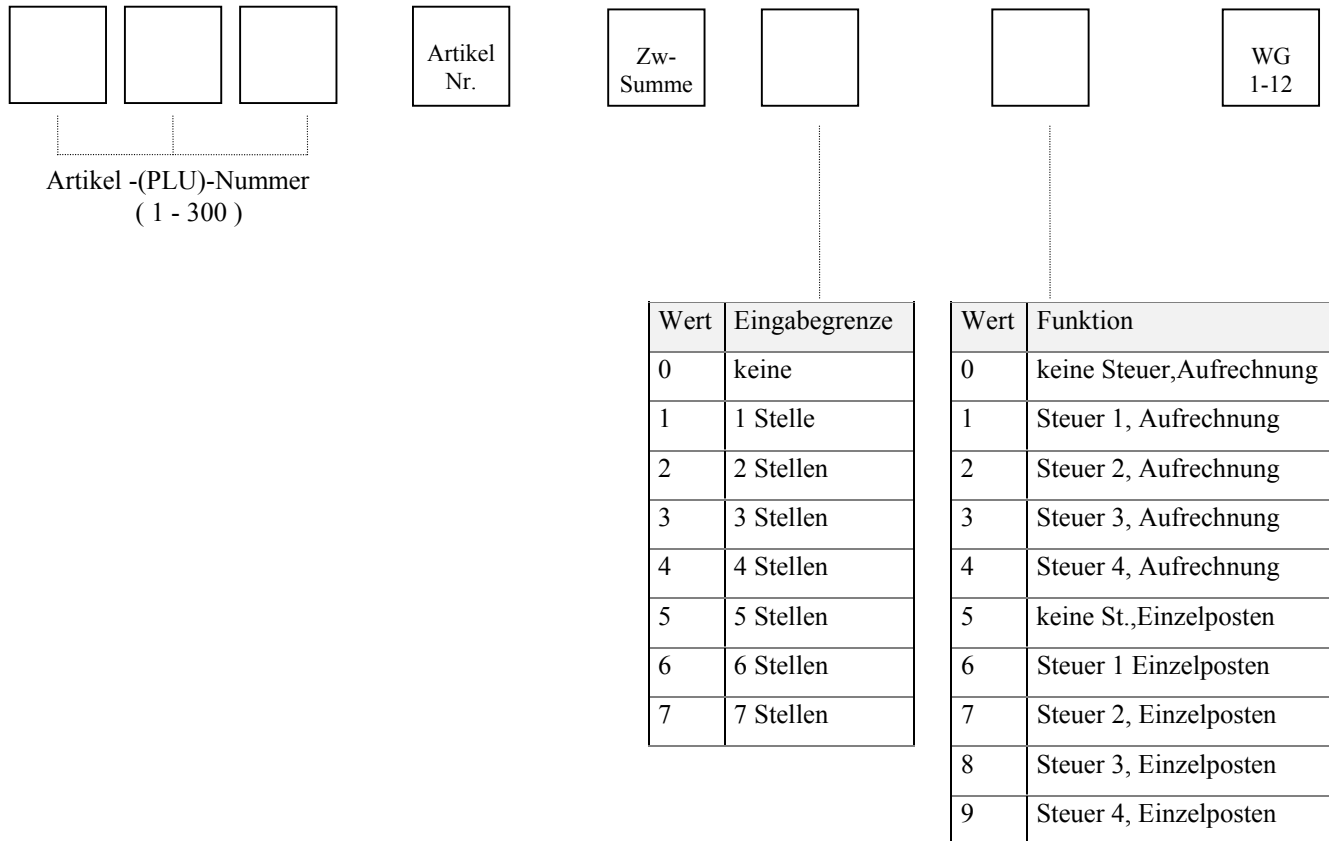 Artikel
Nr.
Zw-
Summe
WG
1-12
Artikel -(PLU)-Nummer
( 1 - 300 )
Wert Eingabegrenze
0 keine
1 1 Stelle
2 2 Stellen
3 3 Stellen
4 4 Stellen
5 5 Stellen
6 6 Stellen
7 7 Stellen
Wert Funktion
0 keine Steuer,Aufrechnung
1 Steuer 1, Aufrechnung
2 Steuer 2, Aufrechnung
3 Steuer 3, Aufrechnung
4 Steuer 4, Aufrechnung
5 keine St.,Einzelposten
6 Steuer 1 Einzelposten
7 Steuer 2, Einzelposten
8 Steuer 3, Einzelposten
9 Steuer 4, Einzelposten